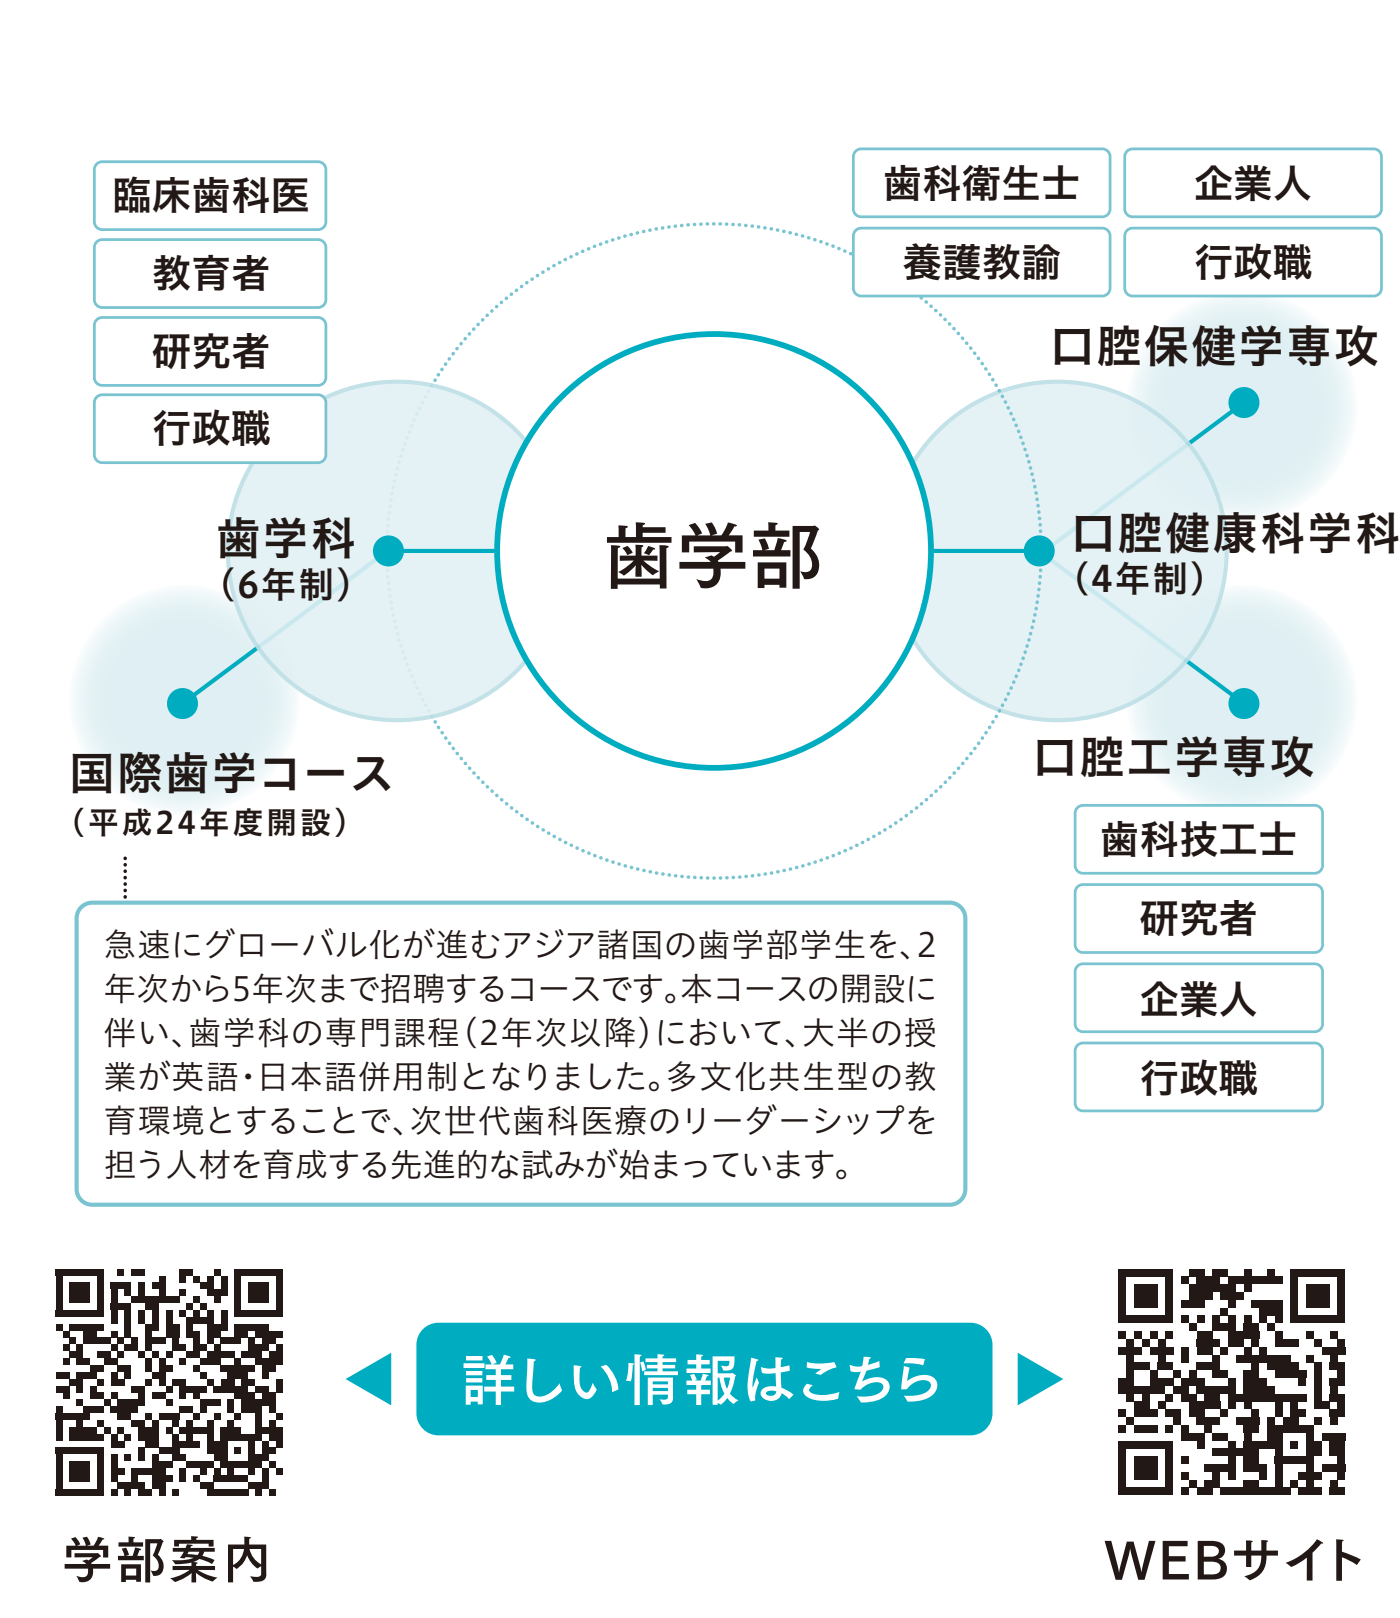 臨床歯科医
教育者
研究者
行政職
歯科衛生士
企業人
養護教諭
行政職
口腔保健学専攻
歯学部
歯学科
（6年制）
口腔健康科学科
（4年制）
国際歯学コース
（平成24年度開設）
口腔工学専攻
歯科技工士
研究者
企業人
行政職
急速にグローバル化が進むアジア諸国の歯学部学生を、2
年次から5年次まで招聘するコースです。本コースの開設に
伴い、歯学科の専門課程（2年次以降）において、大半の授
業が英語・日本語併用制となりました。多文化共生型の教
育環境とすることで、次世代歯科医療のリーダーシップを
担う人材を育成する先進的な試みが始まっています。
詳しい情報はこちら
学部案内
WEBサイト